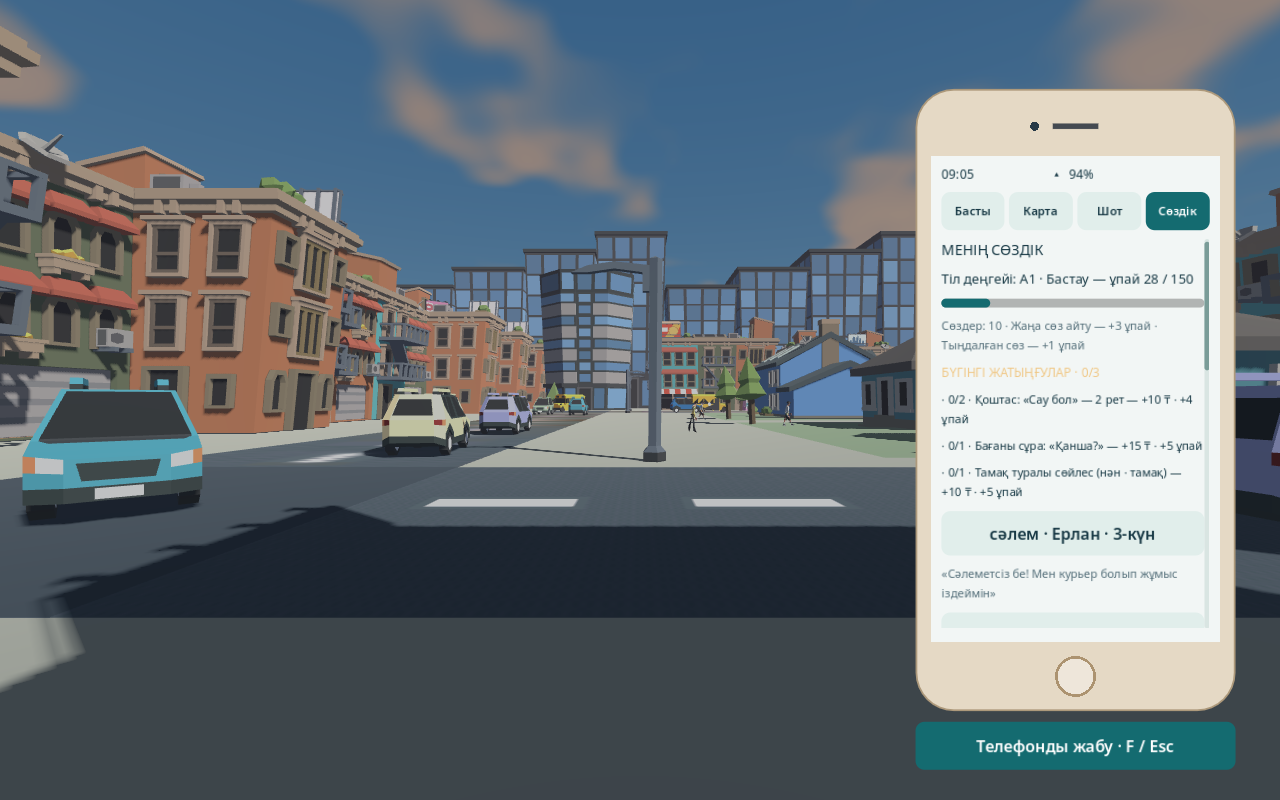 09:05
94%
Басты
Карта
Шот
Сөздік
МЕНІҢ СӨЗДІК
Тіл деңгейі: A1 · Бастау — ұпай 28 / 150
Сөздер: 10 · Жаңа сөз айту — +3 ұпай ·
Тыңдалған сөз — +1 ұпай
БҮГІНГІ ЖАТЫҢҒУЛАР · 0/3
· 0/2 · Қоштас: «Сау бол» — 2 рет — +10 ₸ · +4
ұпай
· 0/1 · Бағаны сұра: «Қанша?» — +15 ₸ · +5 ұпай
· 0/1 · Тамақ туралы сөйлес (нән · тамақ) —
+10 ₸ · +5 ұпай
сәлем · Ерлан · 3-күн
«Сәлеметсіз бе! Мен курьер болып жұмыс
іздеймін»
Телефонды жабу · F / Esc